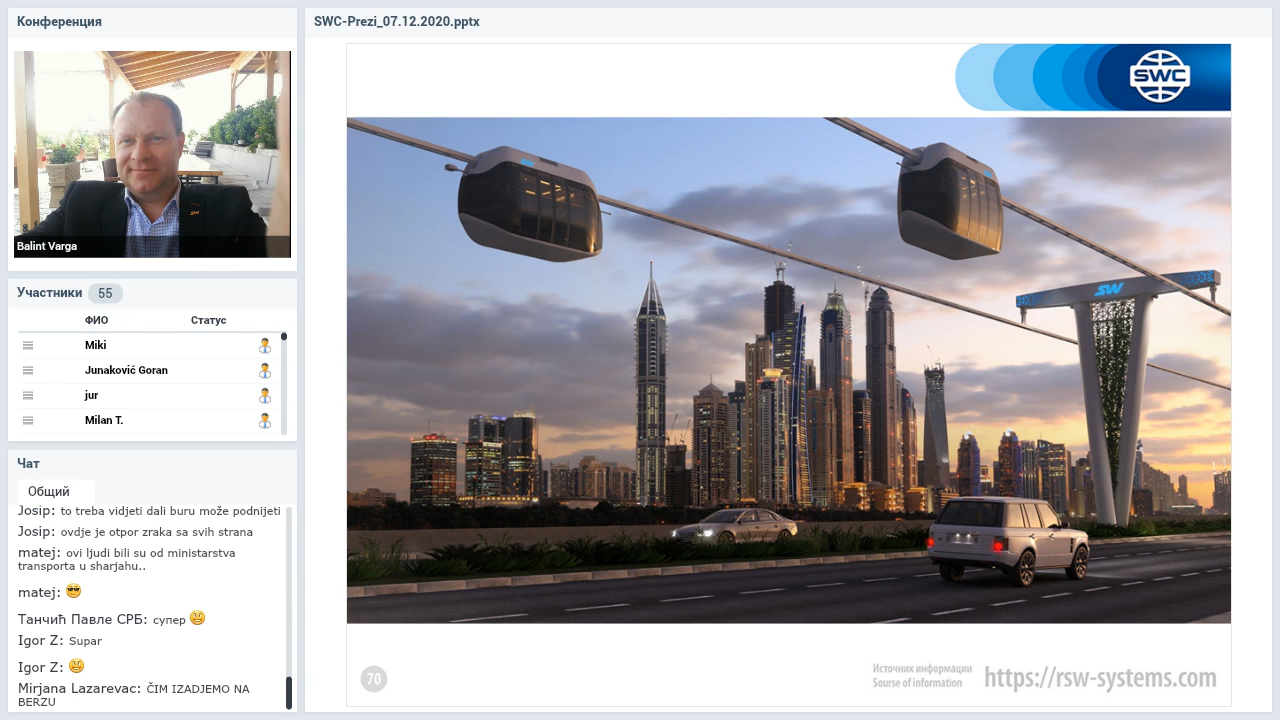 Конференция
Balint Varga
Участники 55
ФИО Статус
Miki
Junaković Goran
jur
Milan T.
Чат
Общий
Josip: to treba vidjeti dali buru može podnijeti
Josip: ovdje je otpor zraka sa svih strana
matej: ovi ljudi bili su od ministarstva
transporta u sharjahu..
matej:
Танчић Павле СРБ: супер
Igor Z: Supar
Igor Z:
Mirjana Lazarevac: ČIM IZADJEMO NA
BERZU
SWC-Prezi_07.12.2020.pptx
SWC
SW
70
Источник информации
Sourse of information
https://rsw-systems.com